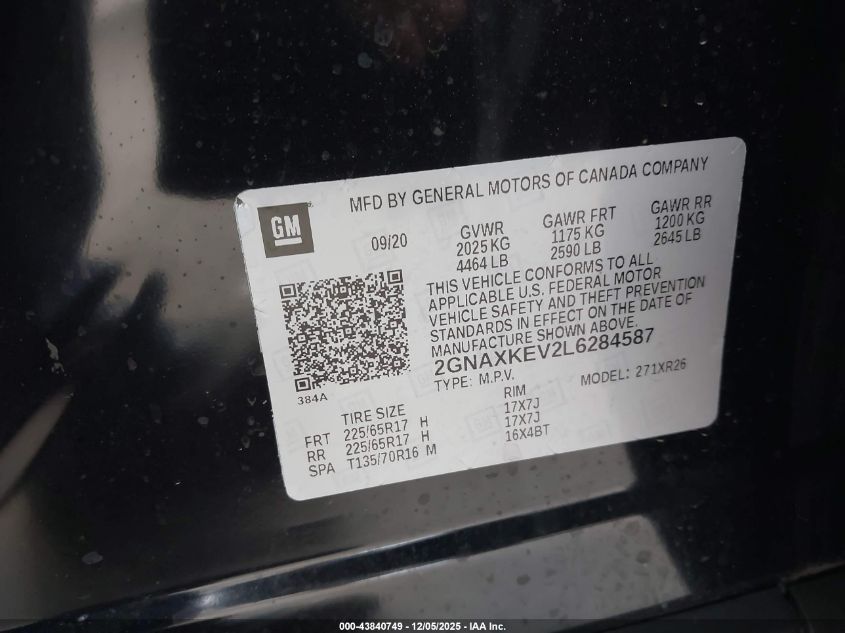 MFD BY GENERAL MOTORS OF CANADA COMPANY
GM
09/20
GVWR
2025 KG
4464 LB
GAWR FRT
1175 KG
2590 LB
GAWR RR
1200 KG
2645 LB
THIS VEHICLE CONFORMS TO ALL
APPLICABLE U.S. FEDERAL MOTOR
VEHICLE SAFETY AND THEFT PREVENTION
STANDARDS IN EFFECT ON THE DATE OF
MANUFACTURE SHOWN ABOVE.
2GNAXKEV2L6284587
TYPE: M.P.V. MODEL: 271XR26
384A
TIRE SIZE RIM
FRT 225/65R17 H 17X7J
RR 225/65R17 H 17X7J
SPA T135/70R16 M 16X4BT
000-43840749 - 12/05/2025 - IAA Inc.